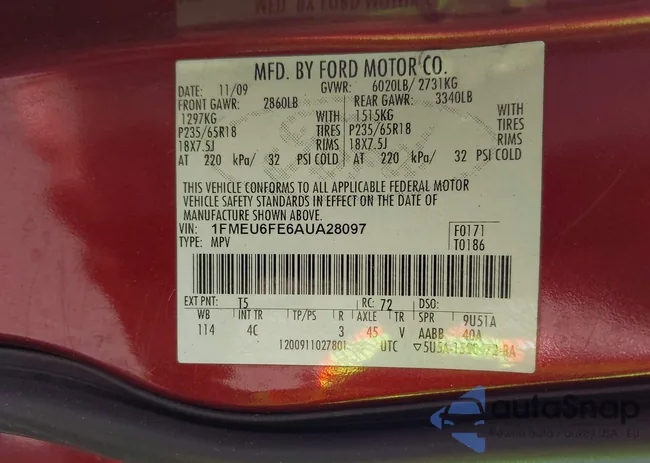 MFD. BY FORD MOTOR CO.
DATE: 11/09 GVWR: 6020LB/ 2731KG
FRONT GAWR: 2860LB REAR GAWR: 3340LB
1297KG WITH 1515KG WITH
P235/65R18 TIRES P235/65R18 TIRES
18X7.5J RIMS 18X7.5J RIMS
AT 220 kPa/ 32 PSI COLD AT 220 kPa/ 32 PSI COLD
THIS VEHICLE CONFORMS TO ALL APPLICABLE FEDERAL MOTOR
VEHICLE SAFETY STANDARDS IN EFFECT ON THE DATE OF
MANUFACTURE SHOWN ABOVE.
VIN: 1FMEU6FE6AUA28097 F0171
TYPE: MPV T0186
EXT PNT: T5 RC: 72 DSO:
WB INT TR TP/PS R AXLE TR SPR 9U51A
114 4C 3 45 V AABB 40A
120091102780 UTC
autoSnap